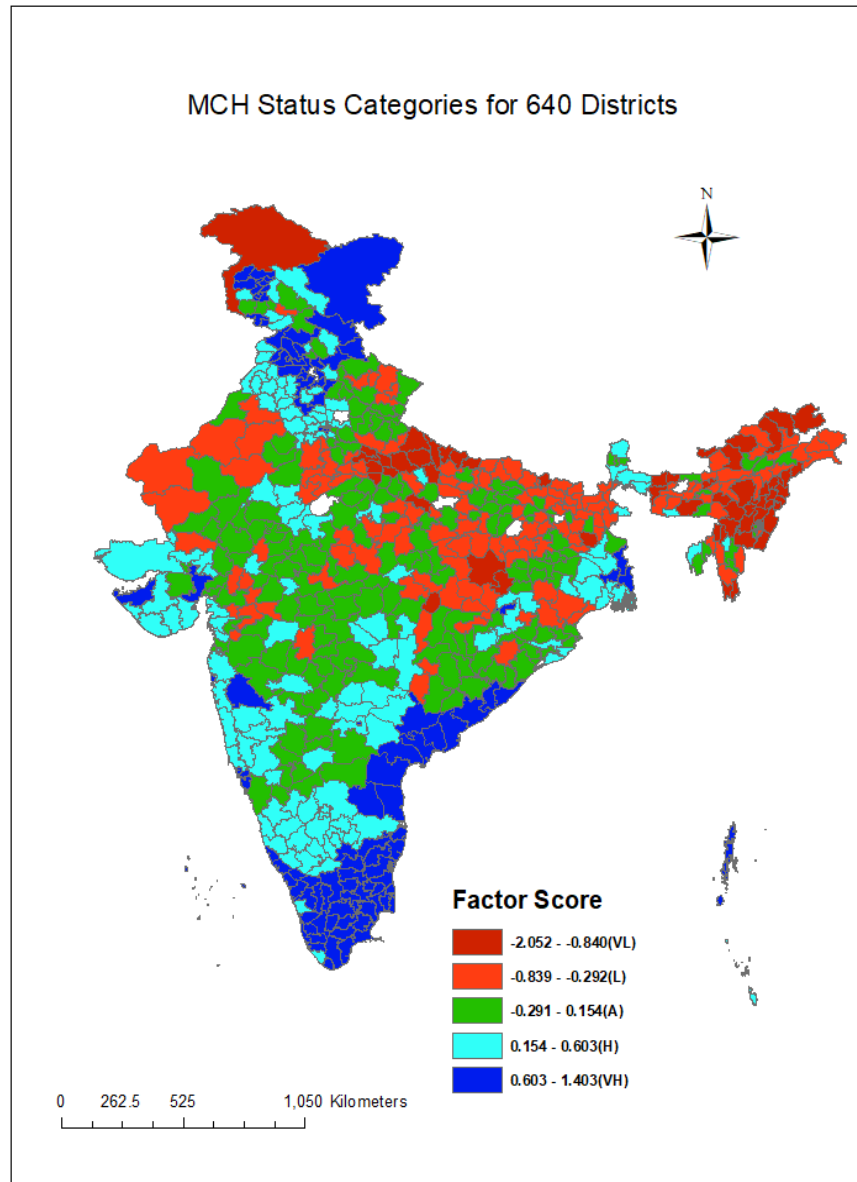 MCH Status Categories for 640 Districts
N
Factor Score
-2.052 - -0.840(VL)
-0.839 - -0.292(L)
-0.291 - 0.154(A)
0.154 - 0.603(H)
0.603 - 1.403(VH)
0 262.5 525 1,050 Kilometers